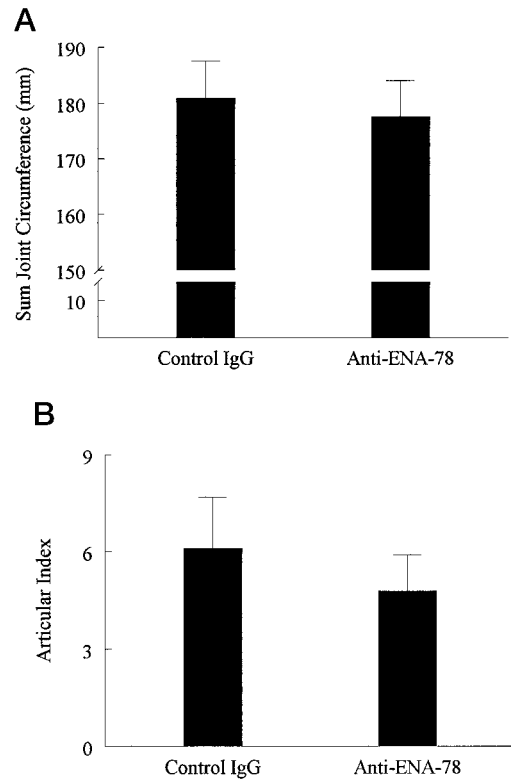 A
Sum Joint Circumference (mm)
190
180
170
160
150
10
Control IgG Anti-ENA-78
B
Articular Index
9
6
3
0
Control IgG Anti-ENA-78